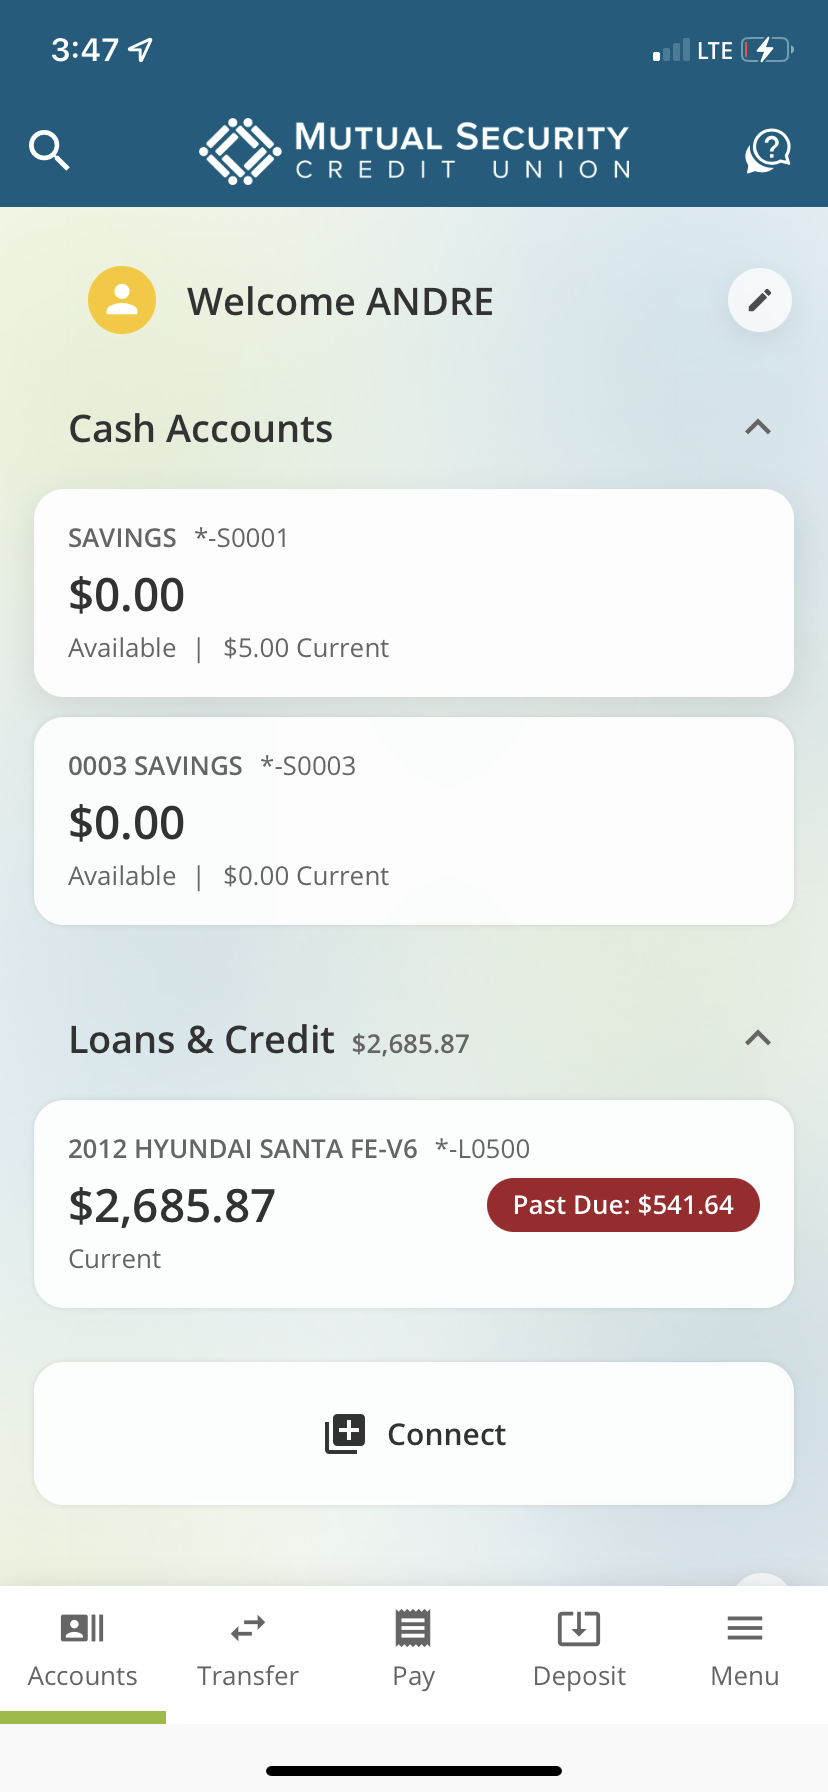 3:47
LTE
MUTUAL SECURITY
CREDIT UNION
Welcome ANDRE
Cash Accounts
SAVINGS *-S0001
$0.00
Available | $5.00 Current
0003 SAVINGS *-S0003
$0.00
Available | $0.00 Current
Loans & Credit $2,685.87
2012 HYUNDAI SANTA FE-V6 *-L0500
$2,685.87 Past Due: $541.64
Current
Connect
Accounts Transfer Pay Deposit Menu